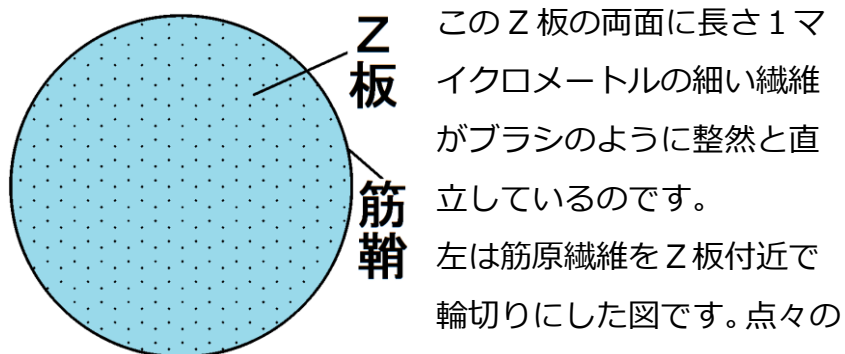 Z板
筋鞘
このZ板の両面に長さ1マ
イクロメートルの細い繊維
がブラシのように整然と直
立しているのです。
左は筋原繊維をZ板付近で
輪切りにした図です。点々の